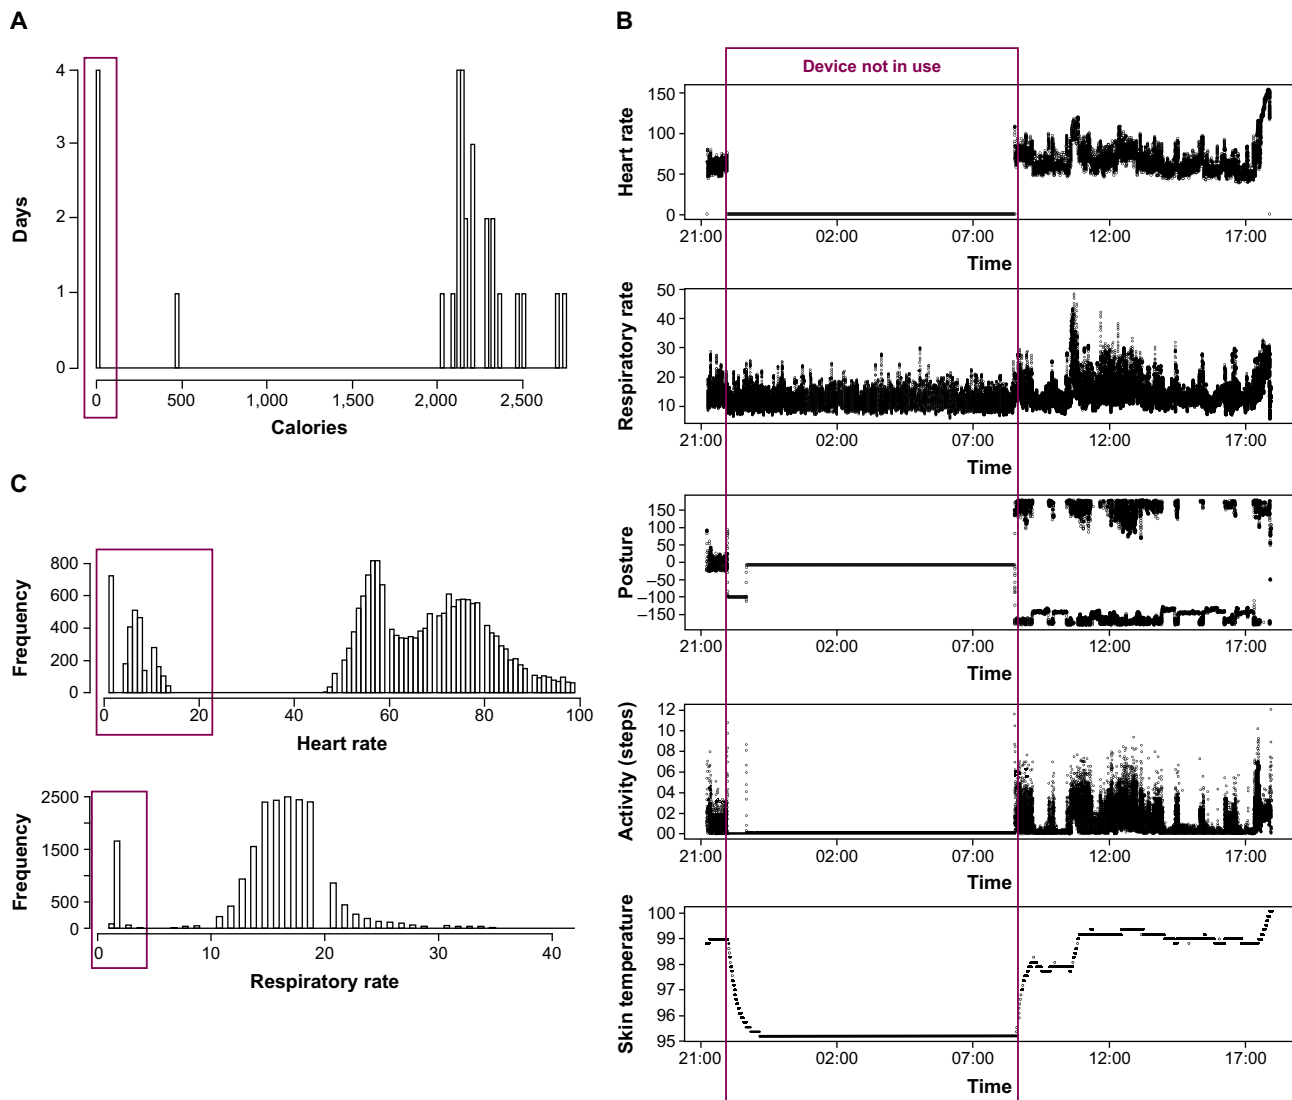 A
Days
4
3
2
1
0
0 500 1,000 1,500 2,000 2,500
Calories
B
Device not in use
Heart rate
150
100
50
0
21:00 02:00 07:00 12:00 17:00
Time
Respiratory rate
50
40
30
20
10
21:00 02:00 07:00 12:00 17:00
Time
Posture
150
100
50
0
−50
−100
−150
21:00 02:00 07:00 12:00 17:00
Time
Activity (steps)
12
08
06
04
02
00
21:00 02:00 07:00 12:00 17:00
Time
Skin temperature
100
99
98
97
96
95
21:00 02:00 07:00 12:00 17:00
Time
C
Frequency
800
600
400
200
0
0 20 40 60 80 100
Heart rate
Frequency
2500
1500
500
0
0 10 20 40
Respiratory rate